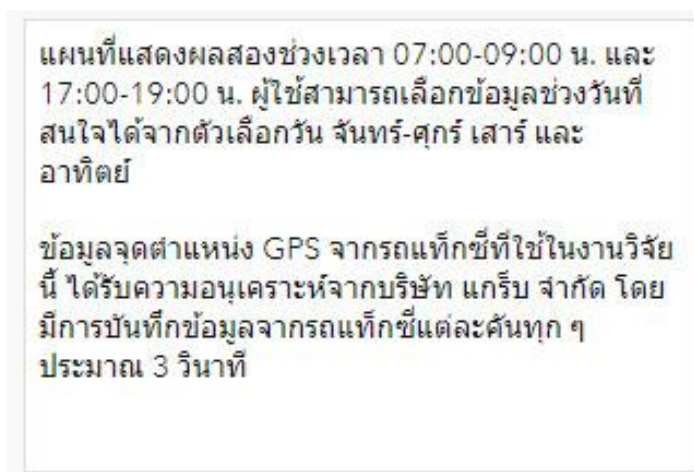 แผนที่แสดงผลสองช่วงเวลา 07:00-09:00 น. และ
17:00-19:00 น. ผู้ใช้สามารถเลือกข้อมูลช่วงวันที่
สนใจได้จากตัวเลือกวัน จันทร์-ศุกร์ เสาร์ และ
อาทิตย์
ข้อมูลจุดตำแหน่ง GPS จากรถแท็กซี่ที่ใช้ในงานวิจัย
นี้ ได้รับความอนุเคราะห์จากบริษัท แกร็บ จำกัด โดย
มีการบันทึกข้อมูลจากรถแท็กซี่แต่ละคันทุก ๆ
ประมาณ 3 วินาที